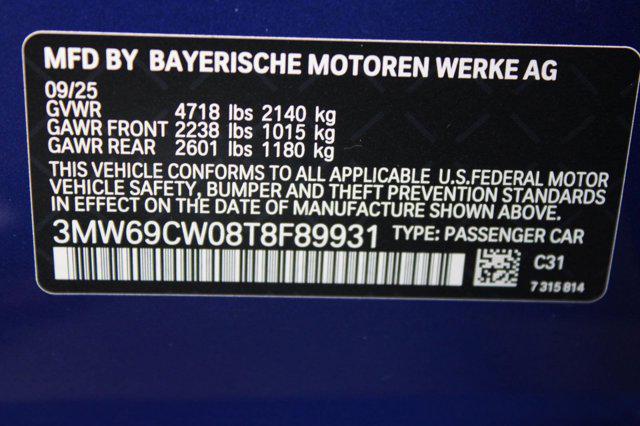 MFD BY BAYERISCHE MOTOREN WERKE AG
09/25
GVWR 4718 lbs 2140 kg
GAWR FRONT 2238 lbs 1015 kg
GAWR REAR 2601 lbs 1180 kg
THIS VEHICLE CONFORMS TO ALL APPLICABLE U.S.FEDERAL MOTOR
VEHICLE SAFETY, BUMPER AND THEFT PREVENTION STANDARDS
IN EFFECT ON THE DATE OF MANUFACTURE SHOWN ABOVE.
3MW69CW08T8F89931 TYPE: PASSENGER CAR
C31
7 315 814